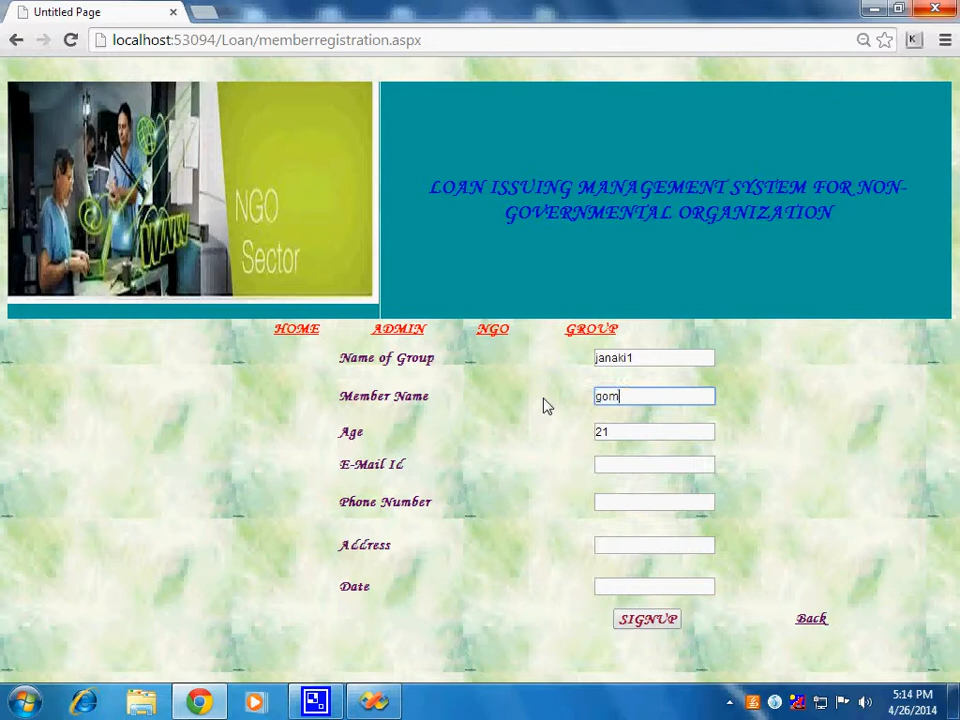 Untitled Page
localhost:53094/Loan/memberregistration.aspx
NGO
Sector
LOAN ISSUING MANAGEMENT SYSTEM FOR NON-
GOVERNMENTAL ORGANIZATION
HOME ADMIN NGO GROUP
Name of Group janaki1
Member Name gom
Age 21
E-Mail Id
Phone Number
Address
Date
SIGNUP Back
5:14 PM
4/26/2014